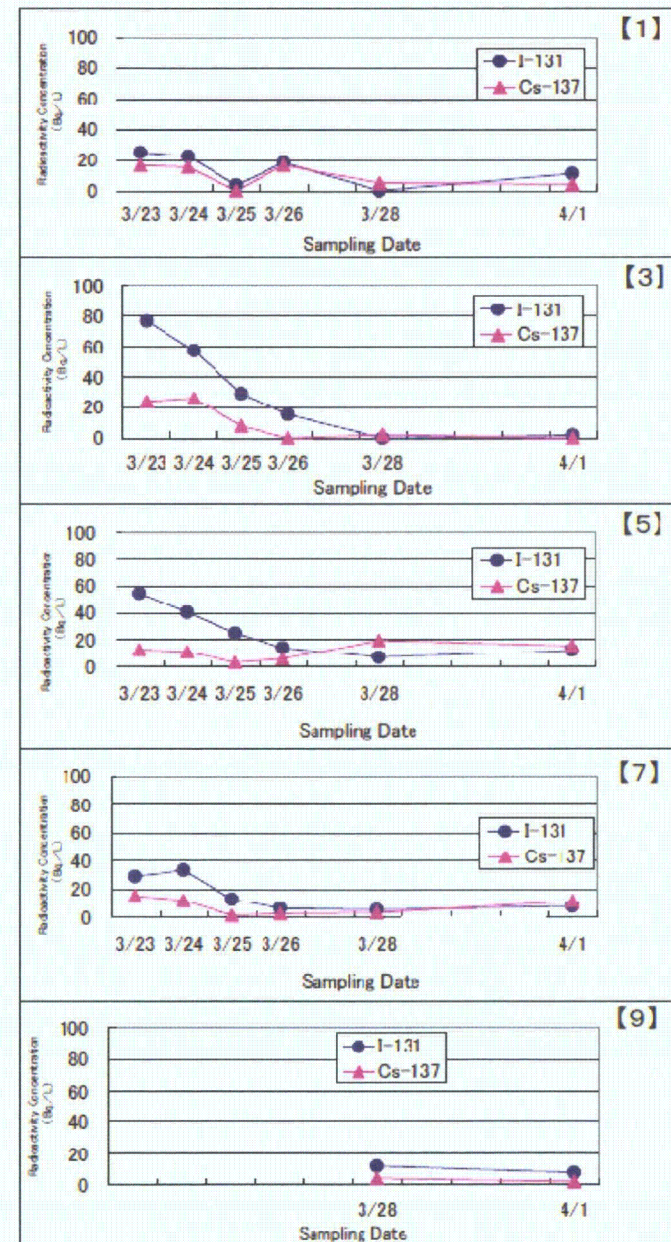 【1】
Radioactivity Concentration
(Bq/L)
100
80
60
40
20
0
I-131
Cs-137
3/23 3/24 3/25 3/26 3/28 4/1
Sampling Date
【3】
Radioactivity Concentration
(Bq/L)
100
80
60
40
20
0
I-131
Cs-137
3/23 3/24 3/25 3/26 3/28 4/1
Sampling Date
【5】
Radioactivity Concentration
(Bq/L)
100
80
60
40
20
0
I-131
Cs-137
3/23 3/24 3/25 3/26 3/28 4/1
Sampling Date
【7】
Radioactivity Concentration
(Bq/L)
100
80
60
40
20
0
I-131
Cs-137
3/23 3/24 3/25 3/26 3/28 4/1
Sampling Date
【9】
Radioactivity Concentration
(Bq/L)
100
80
60
40
20
0
I-131
Cs-137
3/28 4/1
Sampling Date